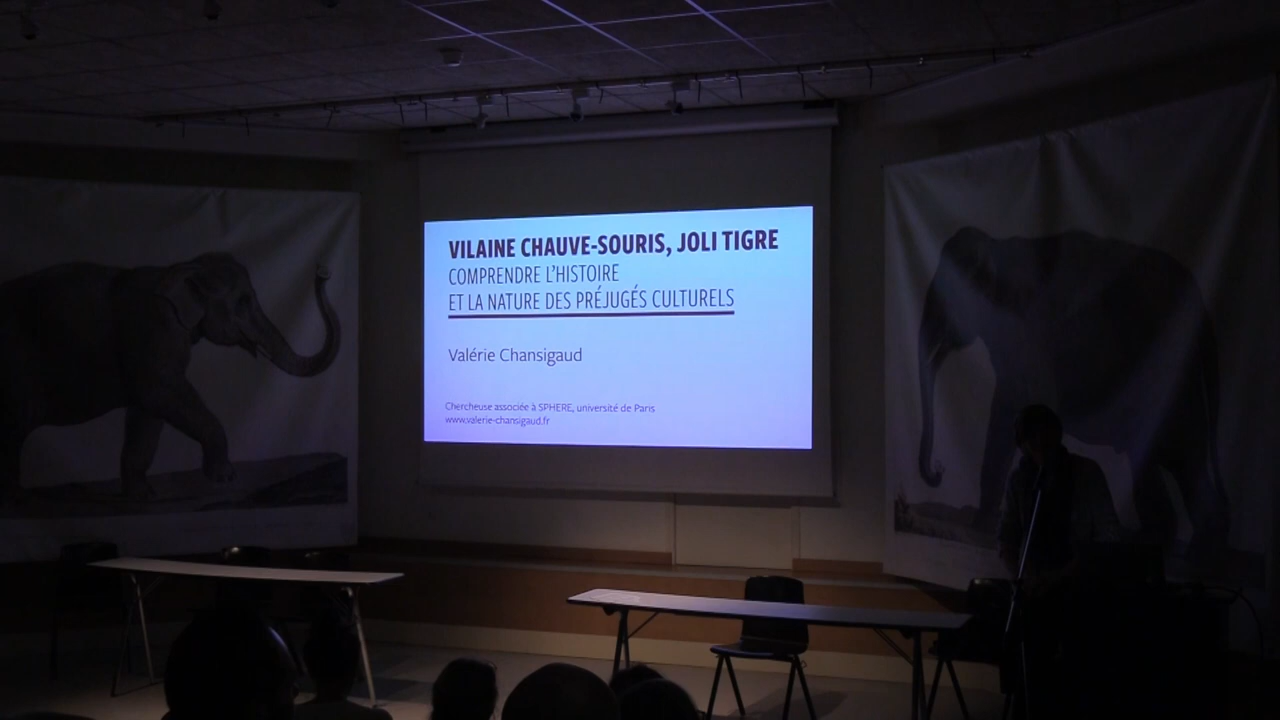 VILAINE CHAUVE-SOURIS, JOLI TIGRE
COMPRENDRE L'HISTOIRE
ET LA NATURE DES PRÉJUGÉS CULTURELS
Valérie Chansigaud
Chercheuse associée à SPHERE, université de Paris
www.valerie-chansigaud.fr